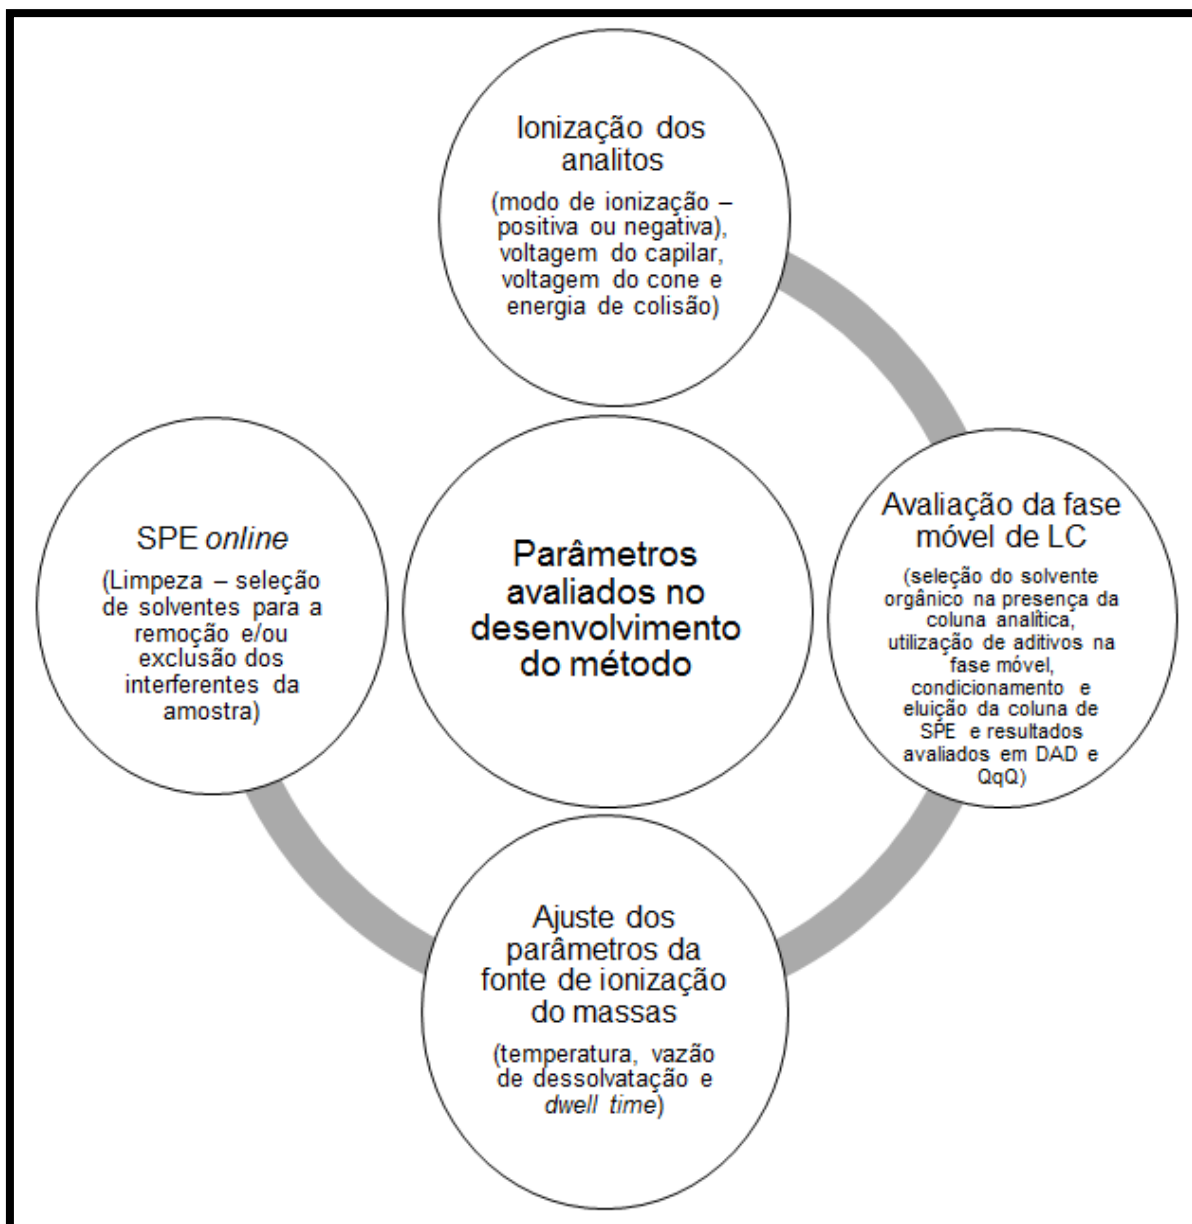 Ionização dos
analitos
(modo de ionização –
positiva ou negativa),
voltagem do capilar,
voltagem do cone e
energia de colisão)
SPE online
(Limpeza – seleção
de solventes para a
remoção e/ou
exclusão dos
interferentes da
amostra)
Parâmetros
avaliados no
desenvolvimento
do método
Avaliação da fase
móvel de LC
(seleção do solvente
orgânico na presença da
coluna analítica,
utilização de aditivos na
fase móvel,
condicionamento e
eluição da coluna de
SPE e resultados
avaliados em DAD e
QqQ)
Ajuste dos
parâmetros da
fonte de ionização
do massas
(temperatura, vazão
de dessolvatação e
dwell time)